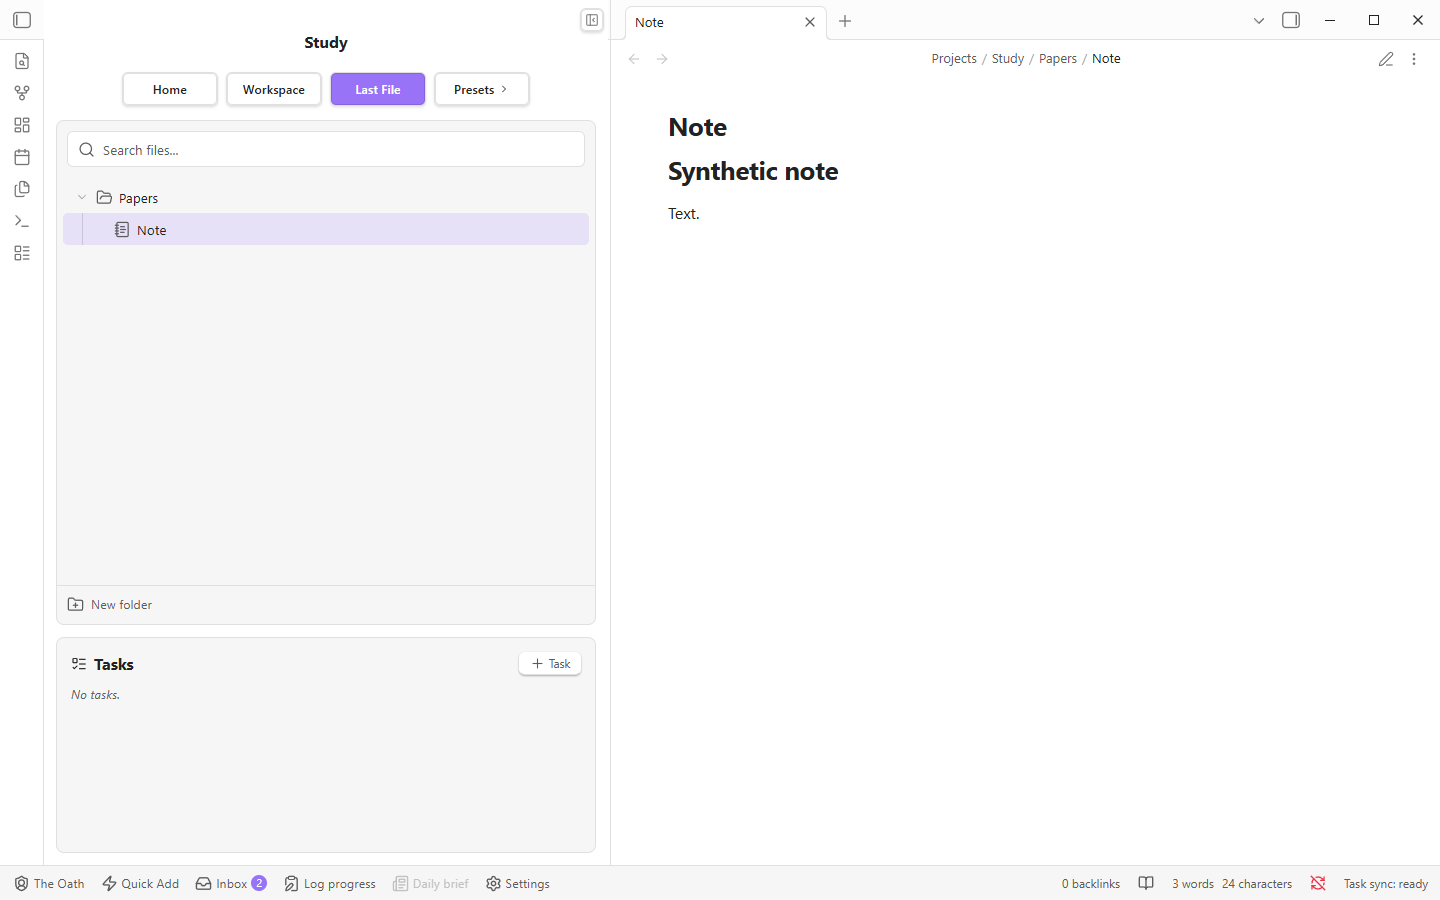 Study
Home
Workspace
Last File
Presets
Search files...
Papers
Note
New folder
Tasks
Task
No tasks.
Note
Projects / Study / Papers / Note
Note
Synthetic note
Text.
The Oath
Quick Add
Inbox 2
Log progress
Daily brief
Settings
0 backlinks
3 words 24 characters
Task sync: ready